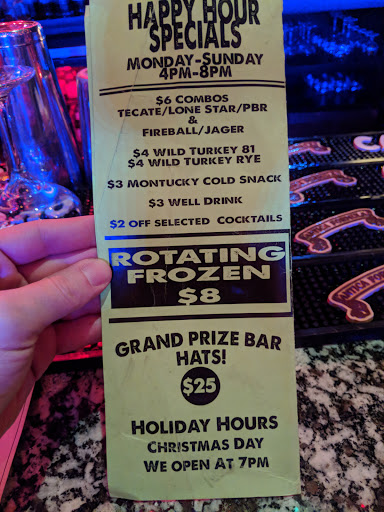 HAPPY HOUR
SPECIALS
MONDAY-SUNDAY
4PM-8PM
$6 COMBOS
TECATE/LONE STAR/PBR
&
FIREBALL/JAGER
$4 WILD TURKEY 81
$4 WILD TURKEY RYE
$3 MONTUCKY COLD SNACK
$3 WELL DRINK
$2 OFF SELECTED COCKTAILS
ROTATING
FROZEN
$8
GRAND PRIZE BAR
HATS!
$25
HOLIDAY HOURS
CHRISTMAS DAY
WE OPEN AT 7PM